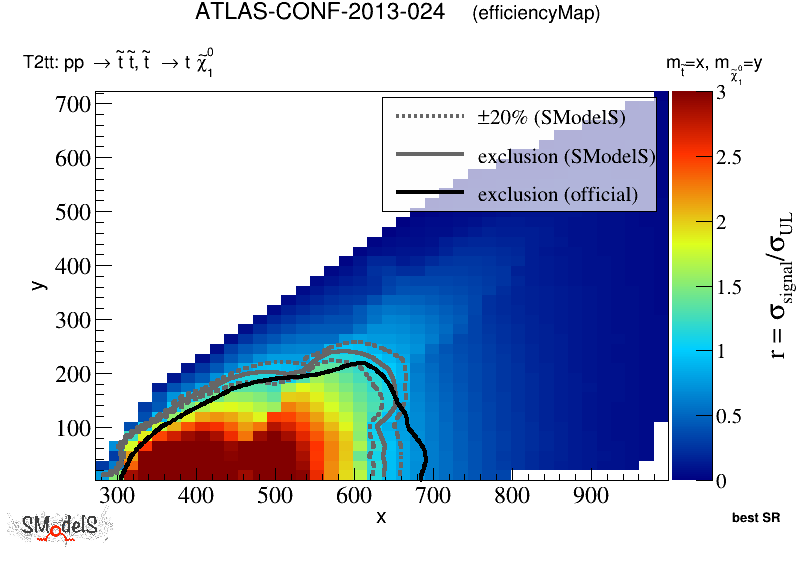 ATLAS-CONF-2013-024 (efficiencyMap)
T2tt: pp → t̃ t̃, t̃ → t χ̃₁⁰
m_t̃=x, m_χ̃₁⁰=y
±20% (SModelS)
exclusion (SModelS)
exclusion (official)
700
600
500
400
300
200
100
y
300 400 500 600 700 800 900
x
3
2.5
2
1.5
1
0.5
0
r = σ_signal/σ_UL
SModelS
best SR